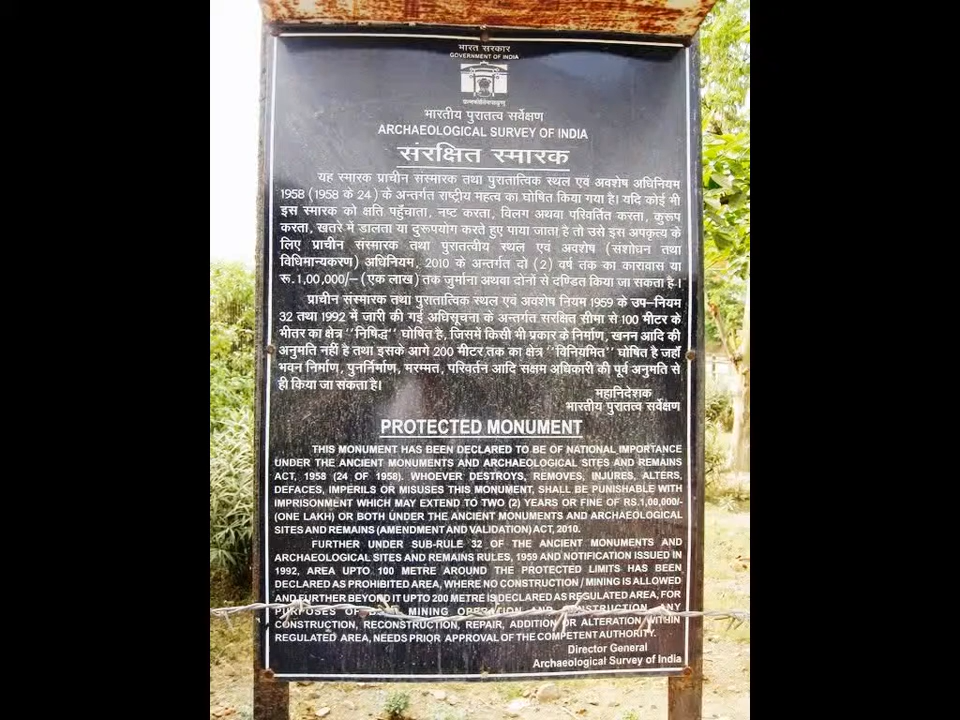 भारत सरकार
GOVERNMENT OF INDIA
भारतीय पुरातत्व सर्वेक्षण
ARCHAEOLOGICAL SURVEY OF INDIA
संरक्षित स्मारक
यह स्मारक प्राचीन संस्मारक तथा पुरातात्विक स्थल एवं अवशेष अधिनियम
1958 (1958 के 24) के अन्तर्गत राष्ट्रीय महत्व का घोषित किया गया है। यदि कोई भी
इस स्मारक को क्षति पहुँचाता, नष्ट करता, विलग अथवा परिवर्तित करता, कुरूप
करता, खतरे में डालता या दुरूपयोग करते हुए पाया जाता है तो उसे इस अपकृत्य के
लिए प्राचीन संस्मारक तथा पुरातत्वीय स्थल एवं अवशेष (संशोधन तथा
विधिमान्यकरण) अधिनियम, 2010 के अन्तर्गत दो (2) वर्ष तक का कारावास या
रू. 1,00,000/– (एक लाख) तक जुर्माना अथवा दोनों से दण्डित किया जा सकता है।
प्राचीन संस्मारक तथा पुरातात्विक स्थल एवं अवशेष नियम 1959 के उप–नियम
32 तथा 1992 में जारी की गई अधिसूचना के अन्तर्गत संरक्षित सीमा से 100 मीटर के
मीतर का क्षेत्र ''निषिद्ध'' घोषित है, जिसमें किसी भी प्रकार के निर्माण, खनन आदि की
अनुमति नहीं है तथा इसके आगे 200 मीटर तक का क्षेत्र ''विनियमित'' घोषित है जहाँ
भवन निर्माण, पुनर्निर्माण, मरम्मत, परिवर्तन आदि सक्षम अधिकारी की पूर्व अनुमति से
ही किया जा सकता है।
महानिदेशक
भारतीय पुरातत्व सर्वेक्षण
PROTECTED MONUMENT
THIS MONUMENT HAS BEEN DECLARED TO BE OF NATIONAL IMPORTANCE
UNDER THE ANCIENT MONUMENTS AND ARCHAEOLOGICAL SITES AND REMAINS
ACT, 1958 (24 OF 1958). WHOEVER DESTROYS, REMOVES, INJURES, ALTERS,
DEFACES, IMPERILS OR MISUSES THIS MONUMENT, SHALL BE PUNISHABLE WITH
IMPRISONMENT WHICH MAY EXTEND TO TWO (2) YEARS OR FINE OF RS.1,00,000/-
(ONE LAKH) OR BOTH UNDER THE ANCIENT MONUMENTS AND ARCHAEOLOGICAL
SITES AND REMAINS (AMENDMENT AND VALIDATION) ACT, 2010.
FURTHER UNDER SUB-RULE 32 OF THE ANCIENT MONUMENTS AND
ARCHAEOLOGICAL SITES AND REMAINS RULES, 1959 AND NOTIFICATION ISSUED IN
1992, AREA UPTO 100 METRE AROUND THE PROTECTED LIMITS HAS BEEN
DECLARED AS PROHIBITED AREA, WHERE NO CONSTRUCTION / MINING IS ALLOWED
AND FURTHER BEYOND IT UPTO 200 METRE IS DECLARED AS REGULATED AREA, FOR
PURPOSES OF BOTH MINING OPERATION AND CONSTRUCTION. ANY
CONSTRUCTION, RECONSTRUCTION, REPAIR, ADDITION OR ALTERATION WITHIN
REGULATED AREA, NEEDS PRIOR APPROVAL OF THE COMPETENT AUTHORITY.
Director General
Archaeological Survey of India